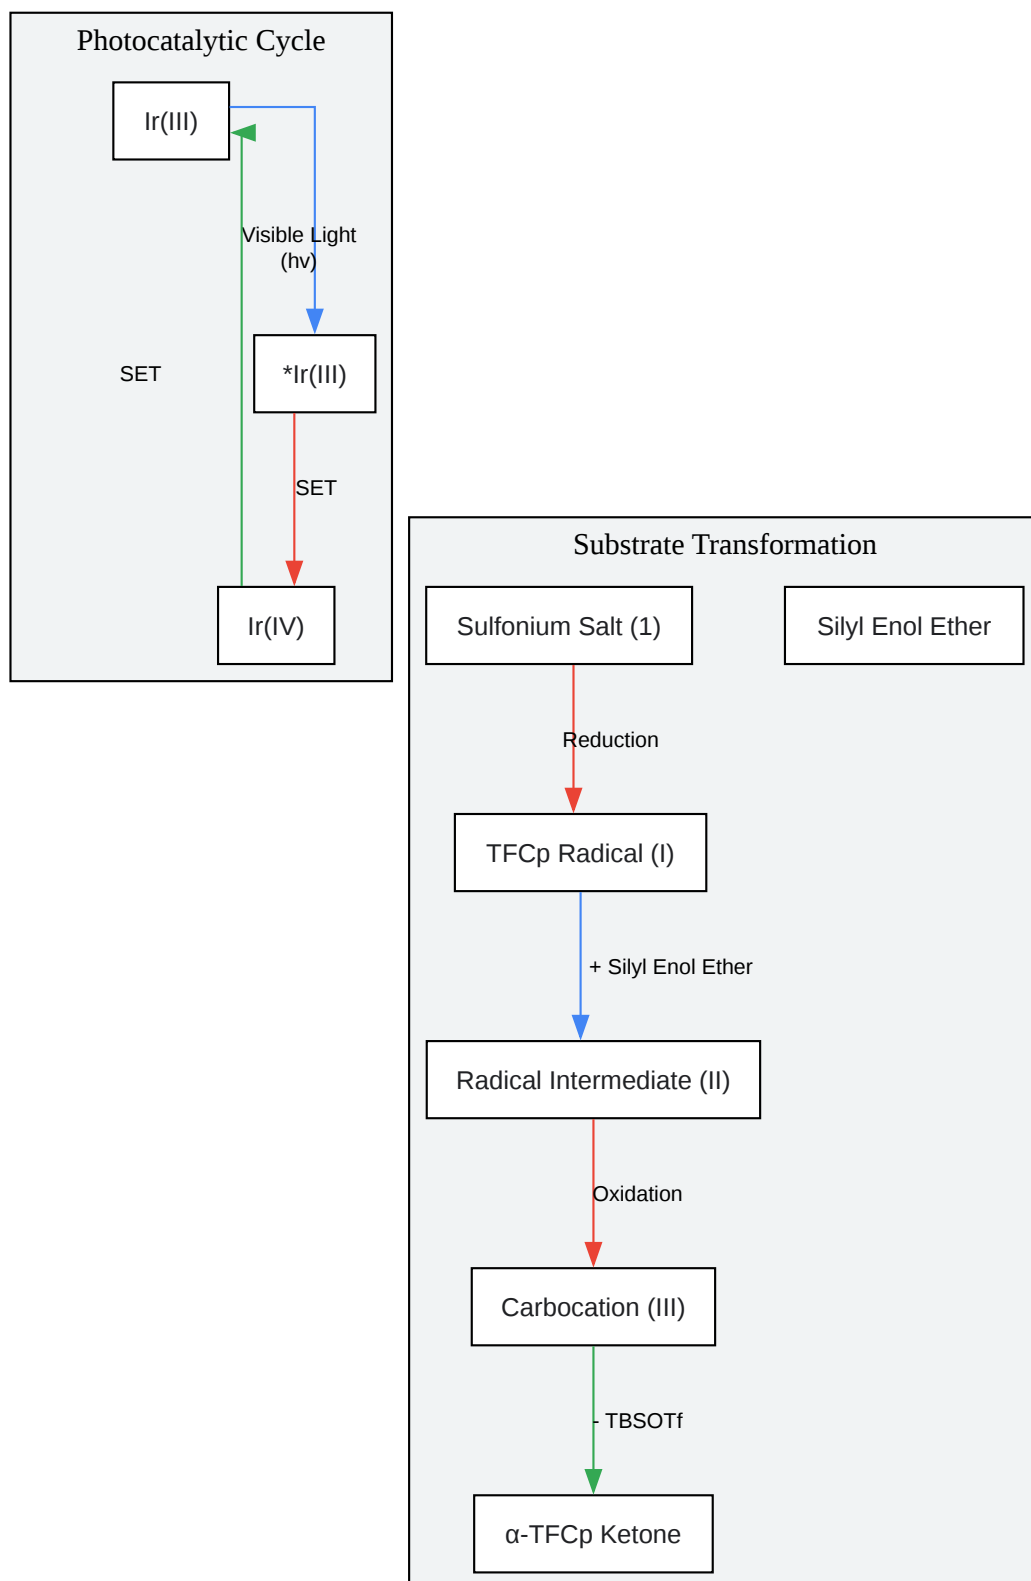 Photocatalytic Cycle
Ir(III)
Visible Light
(hv)
SET
*Ir(III)
SET
Ir(IV)
Substrate Transformation
Sulfonium Salt (1)
Silyl Enol Ether
Reduction
TFCp Radical (I)
+ Silyl Enol Ether
Radical Intermediate (II)
Oxidation
Carbocation (III)
- TBSOTf
α-TFCp Ketone